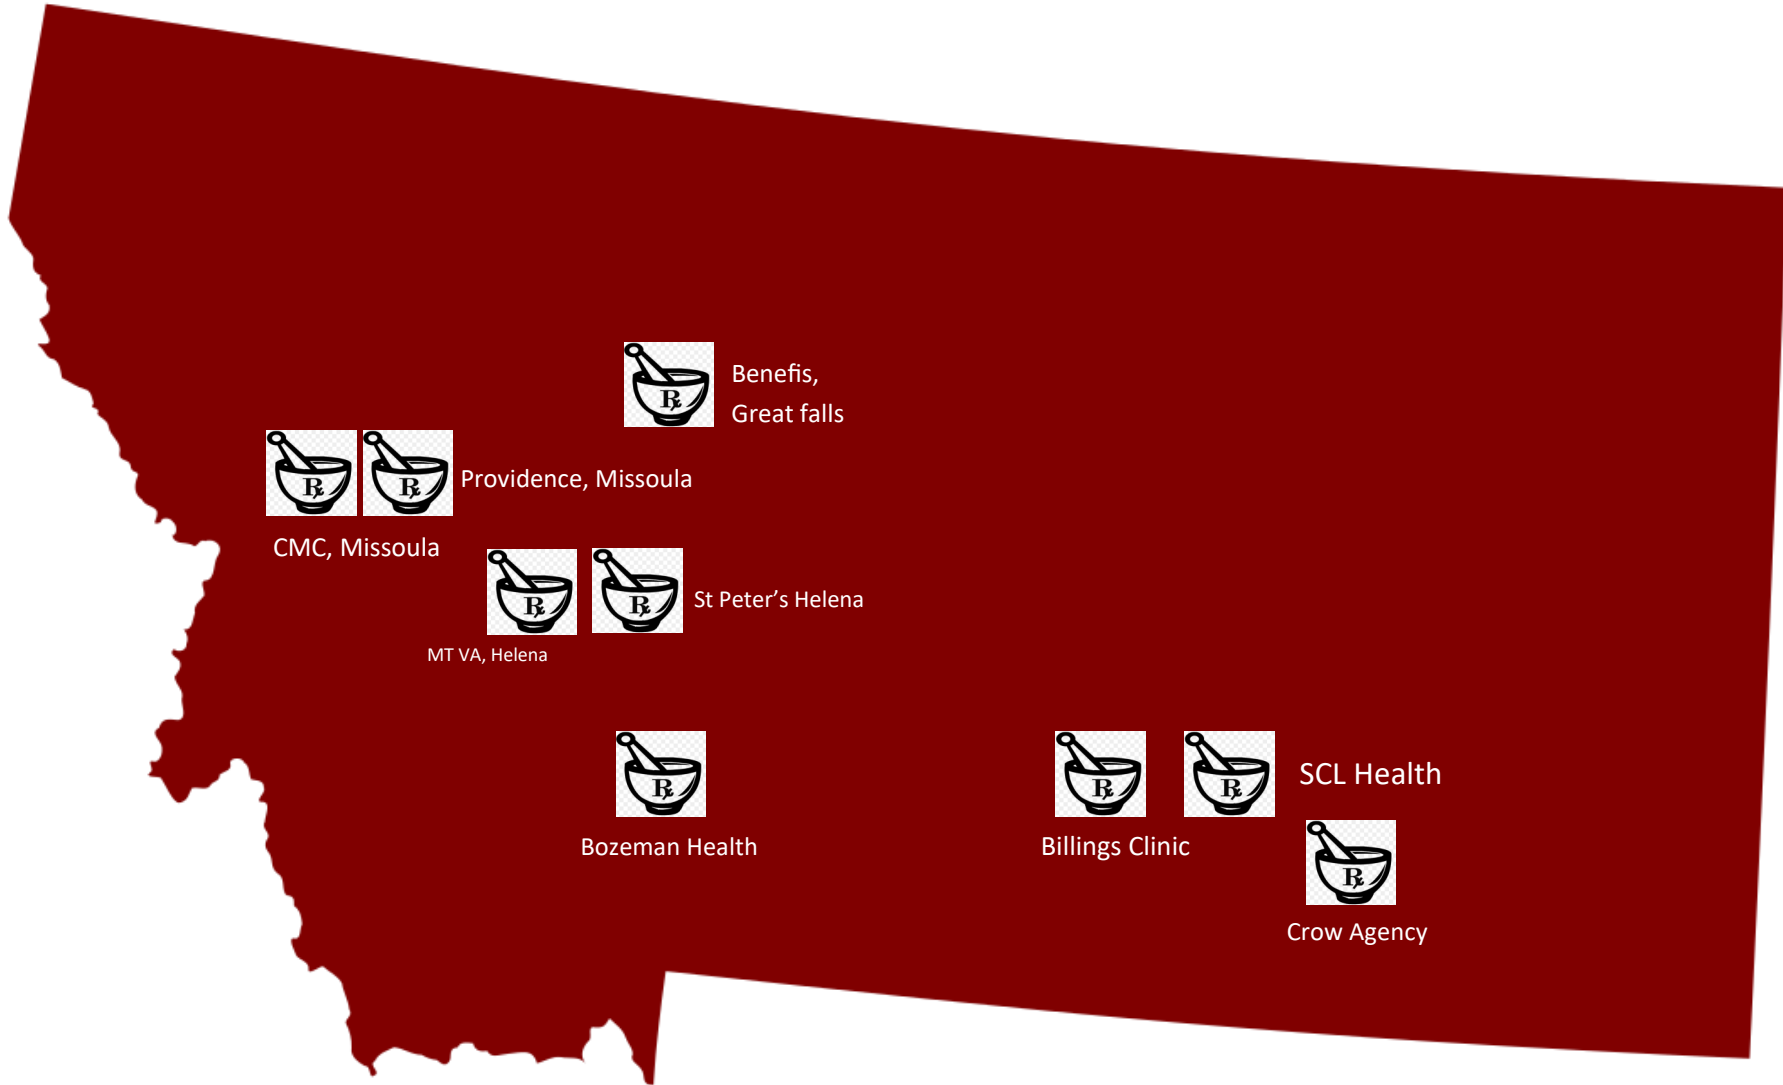 Benefis,
Great falls
℞
℞
℞
Providence, Missoula
CMC, Missoula
℞
℞
St Peter’s Helena
MT VA, Helena
℞
℞
℞
SCL Health
Bozeman Health
Billings Clinic
℞
Crow Agency